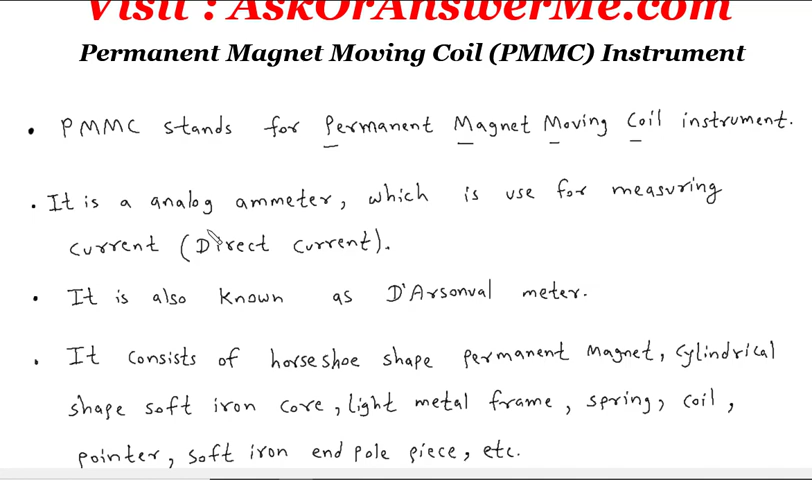 Visit : AskOrAnswerMe.com
Permanent Magnet Moving Coil (PMMC) Instrument
• PMMC stands for Permanent Magnet Moving Coil instrument.
• It is a analog ammeter, which is use for measuring
current (Direct current).
• It is also known as D'Arsonval meter.
• It consists of horseshoe shape permanent magnet, cylindrical
shape soft iron core, light metal frame, spring, coil,
pointer, soft iron end pole piece, etc.